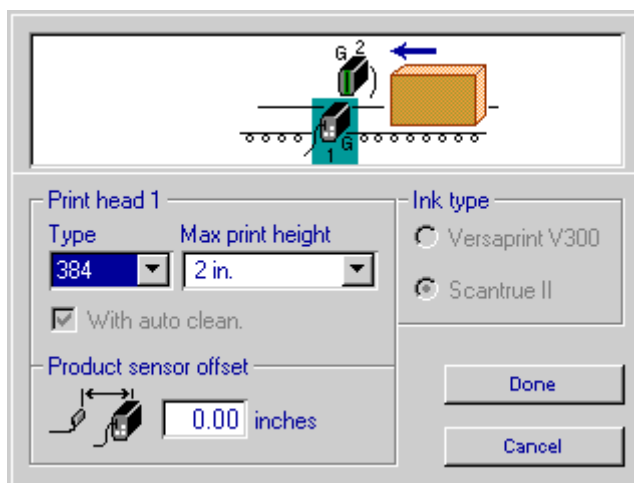 G 2
G
1
Print head 1
Type
Max print height
384
2 in.
With auto clean.
Product sensor offset
0.00 inches
Ink type
Versaprint V300
Scantrue II
Done
Cancel